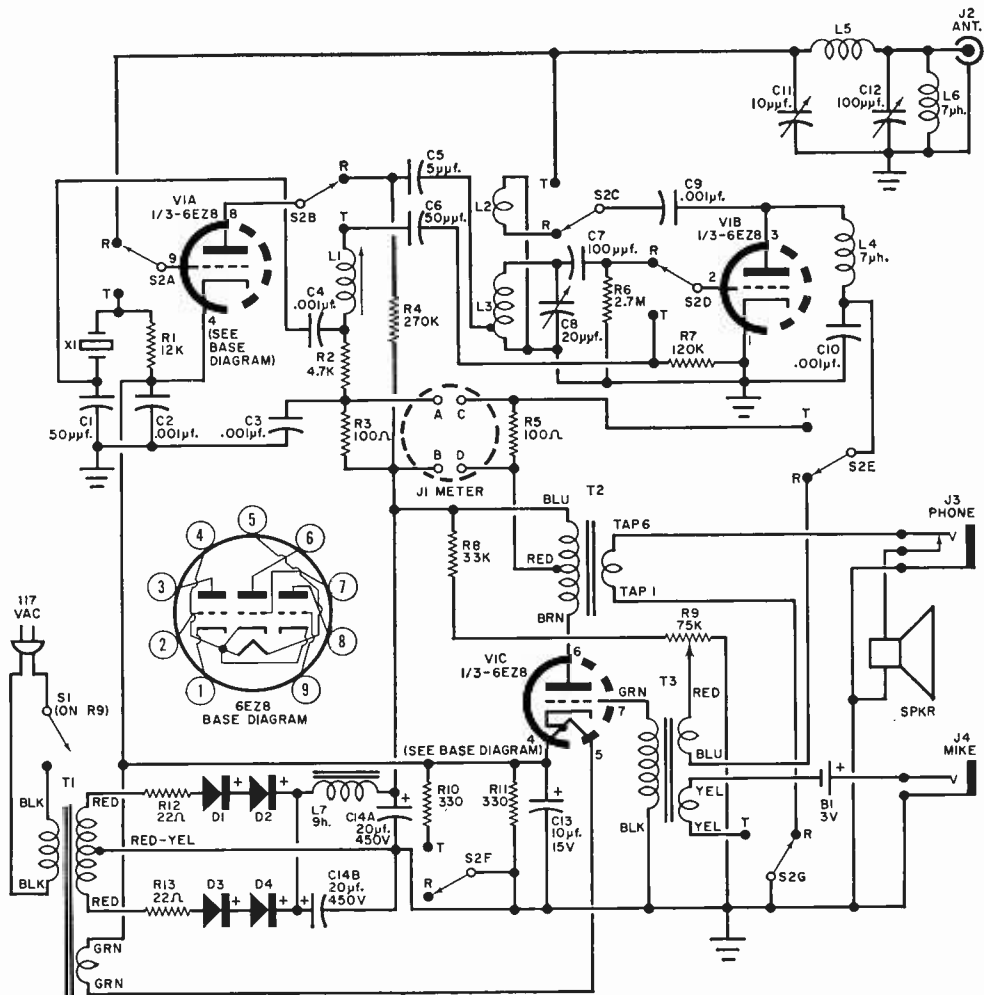 J2
ANT.
L5
C11
10µµf.
C12
100µµf.
L6
7µh.
C5
5µµf.
R
T
S2B
C6
50µµf.
T
V1A
1/3-6EZ8
8
R
9
S2A
T
4
(SEE
BASE
DIAGRAM)
X1
R1
12K
C1
50µµf.
C2
.001µf.
C3
.001µf.
C4
.001µf.
L1
R2
4.7K
R3
100Ω
R4
270K
L2
T
R
S2C
C9
.001µf.
V1B
1/3-6EZ8
3
L4
7µh.
C7
100µµf.
L3
C8
20µµf.
R6
2.7M
R
2
S2D
T
R7
120K
1
C10
.001µf.
A
C
B
D
J1 METER
R5
100Ω
T
R
S2E
4
5
6
3
7
2
8
1
9
6EZ8
BASE DIAGRAM
BLU
T2
RED
BRN
R8
33K
TAP 6
TAP 1
J3
PHONE
R9
75K
SPKR
V1C
1/3-6EZ8
6
GRN
7
4
5
T3
RED
BLU
YEL
YEL
BLK
T
R
S2G
B1
3V
+
J4
MIKE
117
VAC
S1
(ON R9)
T1
BLK
BLK
RED
RED-YEL
RED
GRN
GRN
R12
22Ω
D1
+
D2
+
R13
22Ω
D3
+
D4
+
L7
9h.
C14A
20µf.
450V
+
C14B
20µf.
450V
+
(SEE BASE DIAGRAM)
R10
330
R11
330
T
R
S2F
C13
10µf.
15V
+